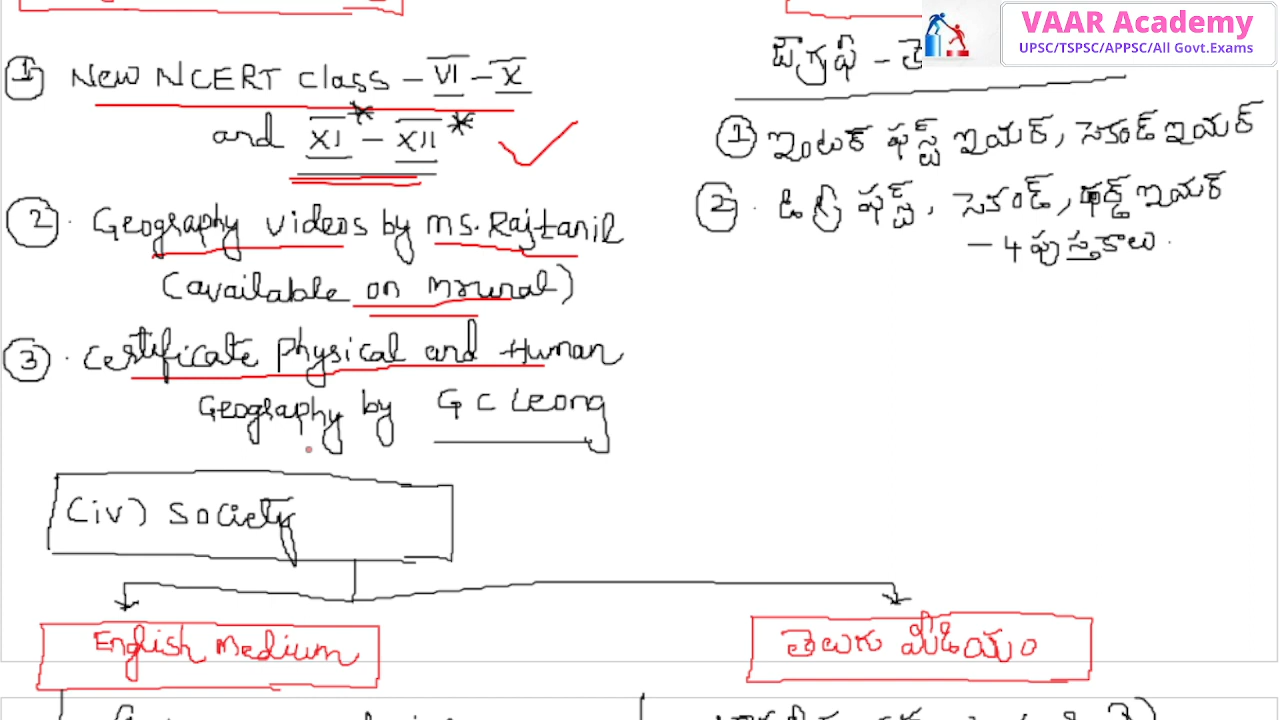 VAAR Academy
UPSC/TSPSC/APPSC/All Govt.Exams
① New NCERT Class - VI - X
and XI* - XII*
②. Geography videos by Ms. Rajtanil
(available on Mrunal)
③. Certificate Physical and Human
Geography by G C Leong
① ఇంటర్ ఫస్ట్ ఇయర్, సెకండ్ ఇయర్
②. డిగ్రీ ఫస్ట్, సెకండ్, థర్డ్ ఇయర్
- 4 పుస్తకాలు.
(iv) Society
English Medium
తెలుగు మీడియం